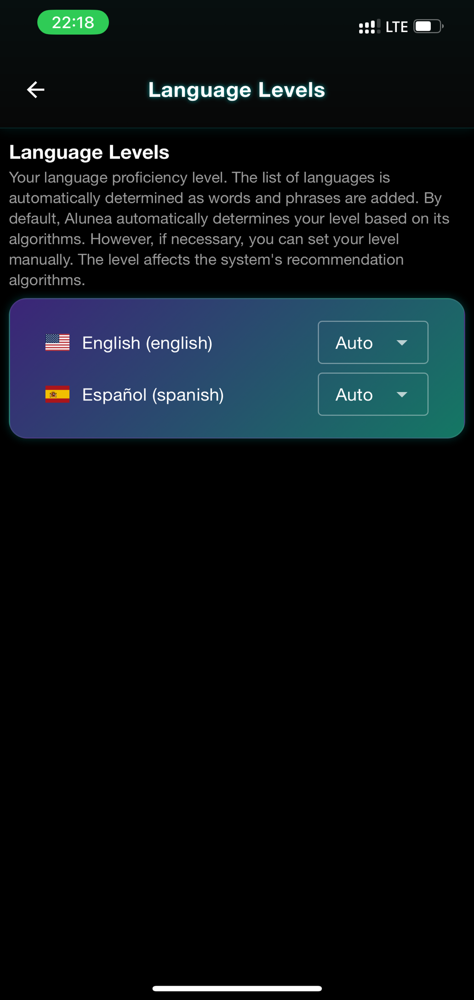 22:18
LTE
Language Levels
Language Levels
Your language proficiency level. The list of languages is
automatically determined as words and phrases are added. By
default, Alunea automatically determines your level based on its
algorithms. However, if necessary, you can set your level
manually. The level affects the system's recommendation
algorithms.
English (english)
Auto
Español (spanish)
Auto